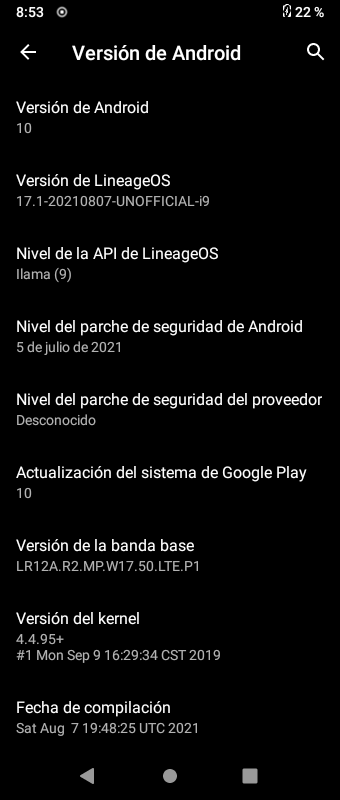 8:53
22 %
Versión de Android
Versión de Android
10
Versión de LineageOS
17.1-20210807-UNOFFICIAL-i9
Nivel de la API de LineageOS
Ilama (9)
Nivel del parche de seguridad de Android
5 de julio de 2021
Nivel del parche de seguridad del proveedor
Desconocido
Actualización del sistema de Google Play
10
Versión de la banda base
LR12A.R2.MP.W17.50.LTE.P1
Versión del kernel
4.4.95+
#1 Mon Sep 9 16:29:34 CST 2019
Fecha de compilación
Sat Aug  7 19:48:25 UTC 2021